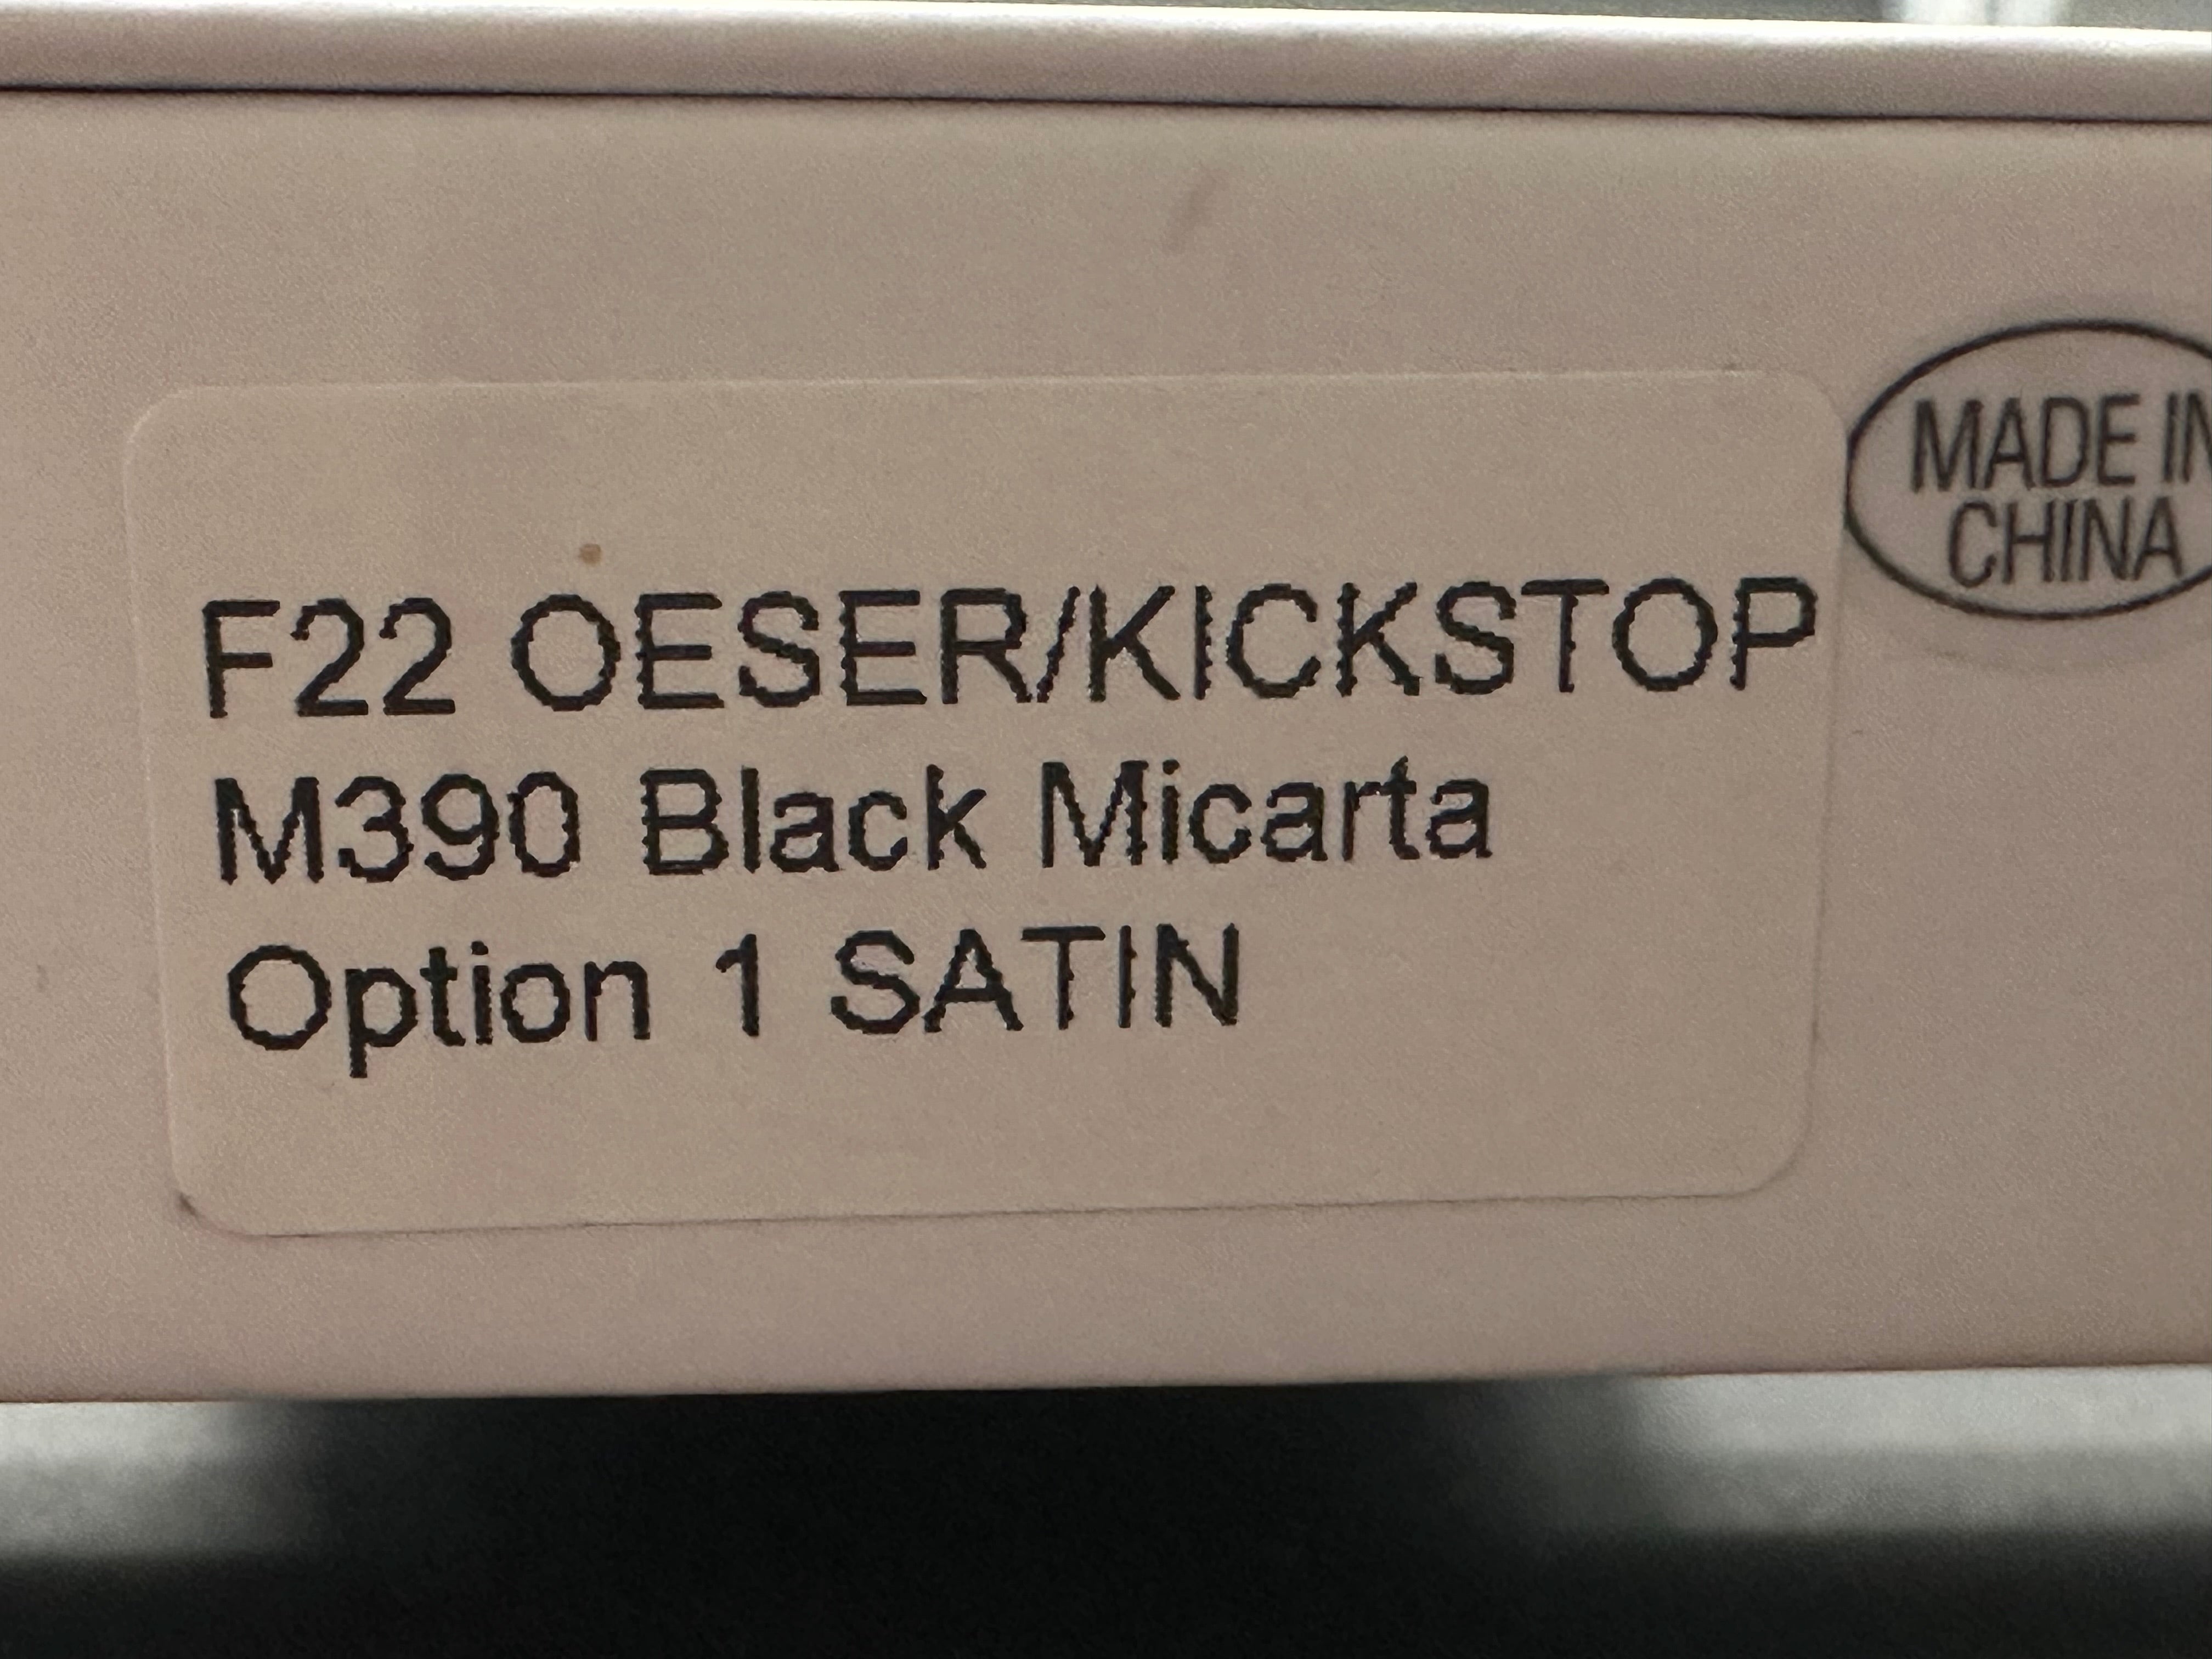 F22 OESER/KICKSTOP
M390 Black Micarta
Option 1 SATIN
MADE IN
CHINA